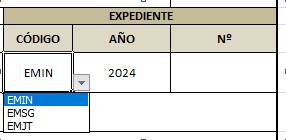 EXPEDIENTE
CÓDIGO AÑO Nº
EMIN 2024
EMIN
EMSG
EMJT